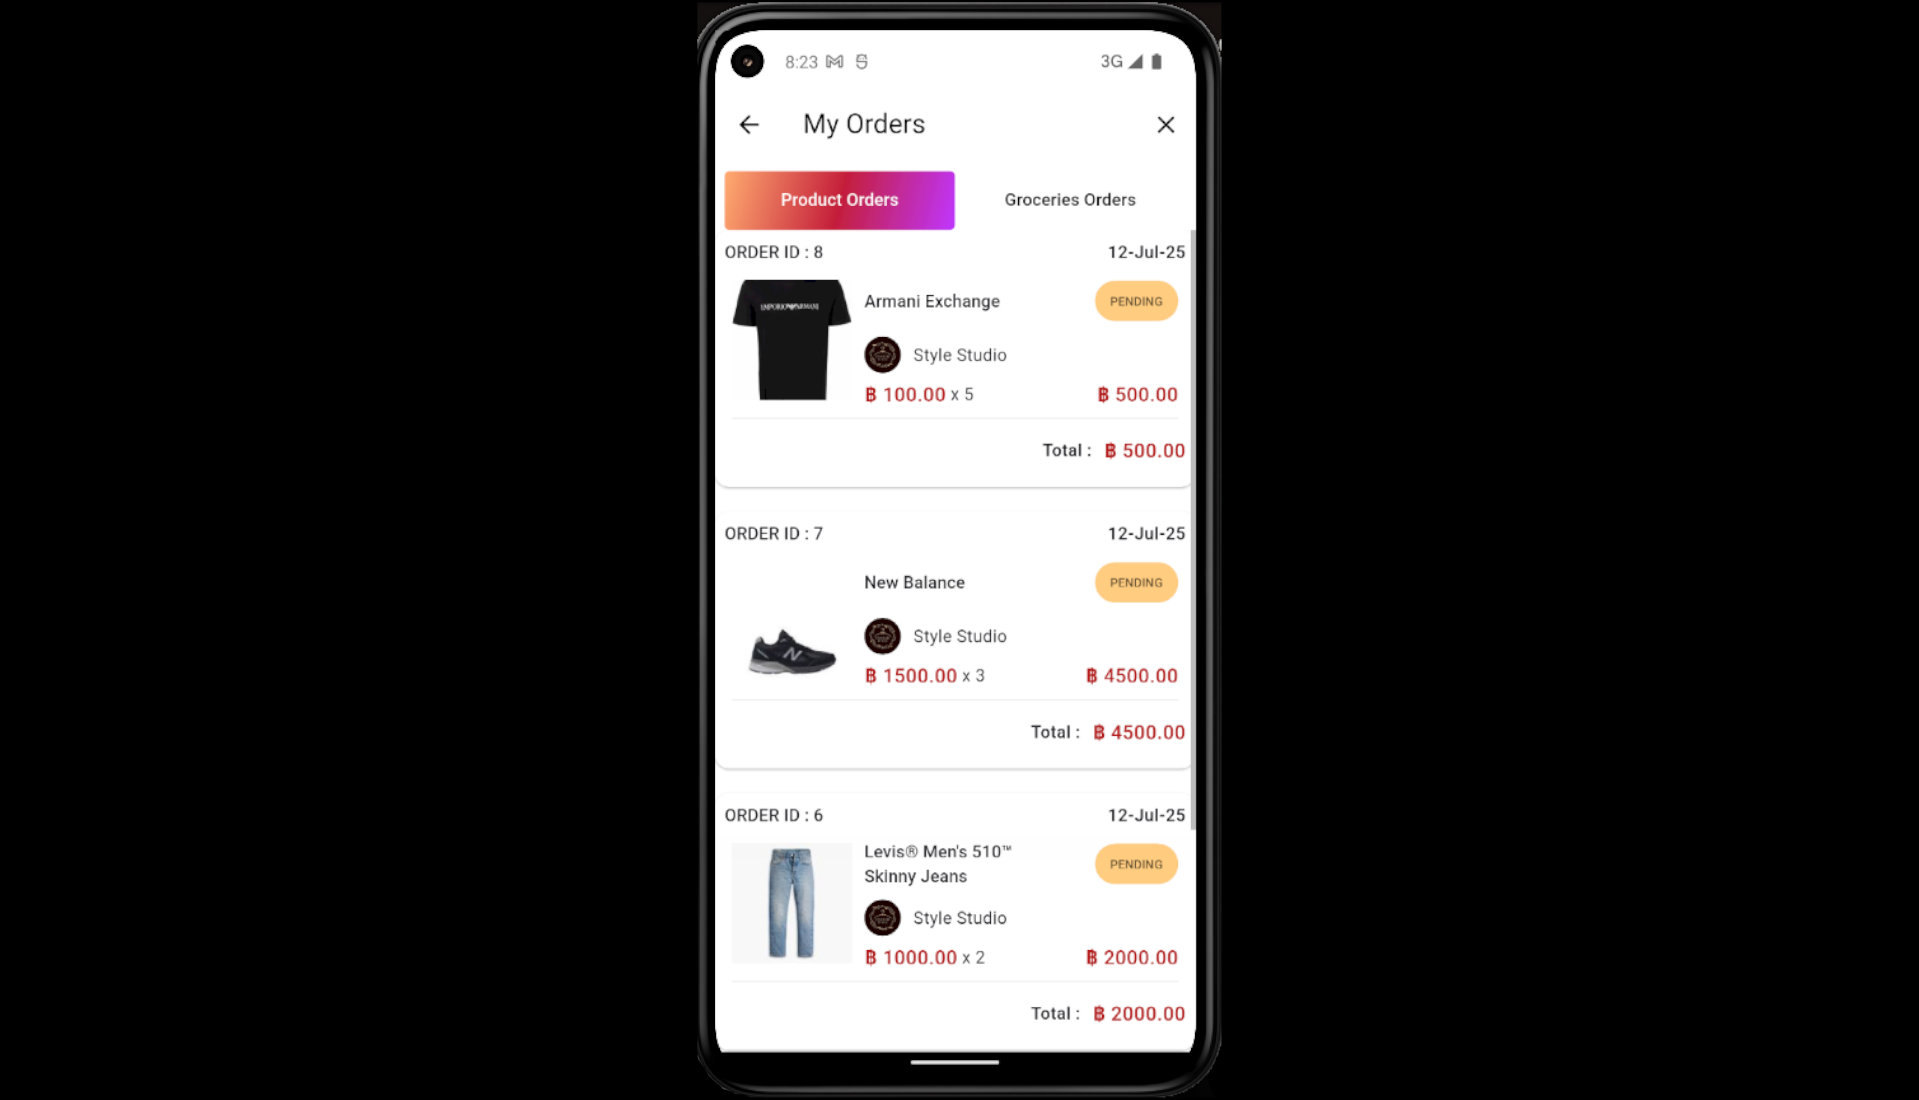 8:23
3G
My Orders
Product Orders
Groceries Orders
ORDER ID : 8
12-Jul-25
EMPORIO ARMANI
Armani Exchange
PENDING
Style Studio
฿ 100.00 x 5
฿ 500.00
Total : ฿ 500.00
ORDER ID : 7
12-Jul-25
New Balance
PENDING
N
Style Studio
฿ 1500.00 x 3
฿ 4500.00
Total : ฿ 4500.00
ORDER ID : 6
12-Jul-25
Levis® Men's 510™
Skinny Jeans
PENDING
Style Studio
฿ 1000.00 x 2
฿ 2000.00
Total : ฿ 2000.00